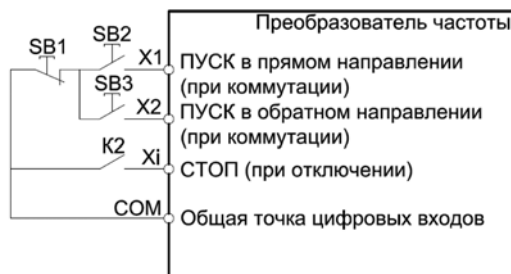 Преобразователь частоты
SB1
SB2
X1
ПУСК в прямом направлении
(при коммутации)
SB3
X2
ПУСК в обратном направлении
(при коммутации)
К2
Xi
СТОП (при отключении)
COM
Общая точка цифровых входов